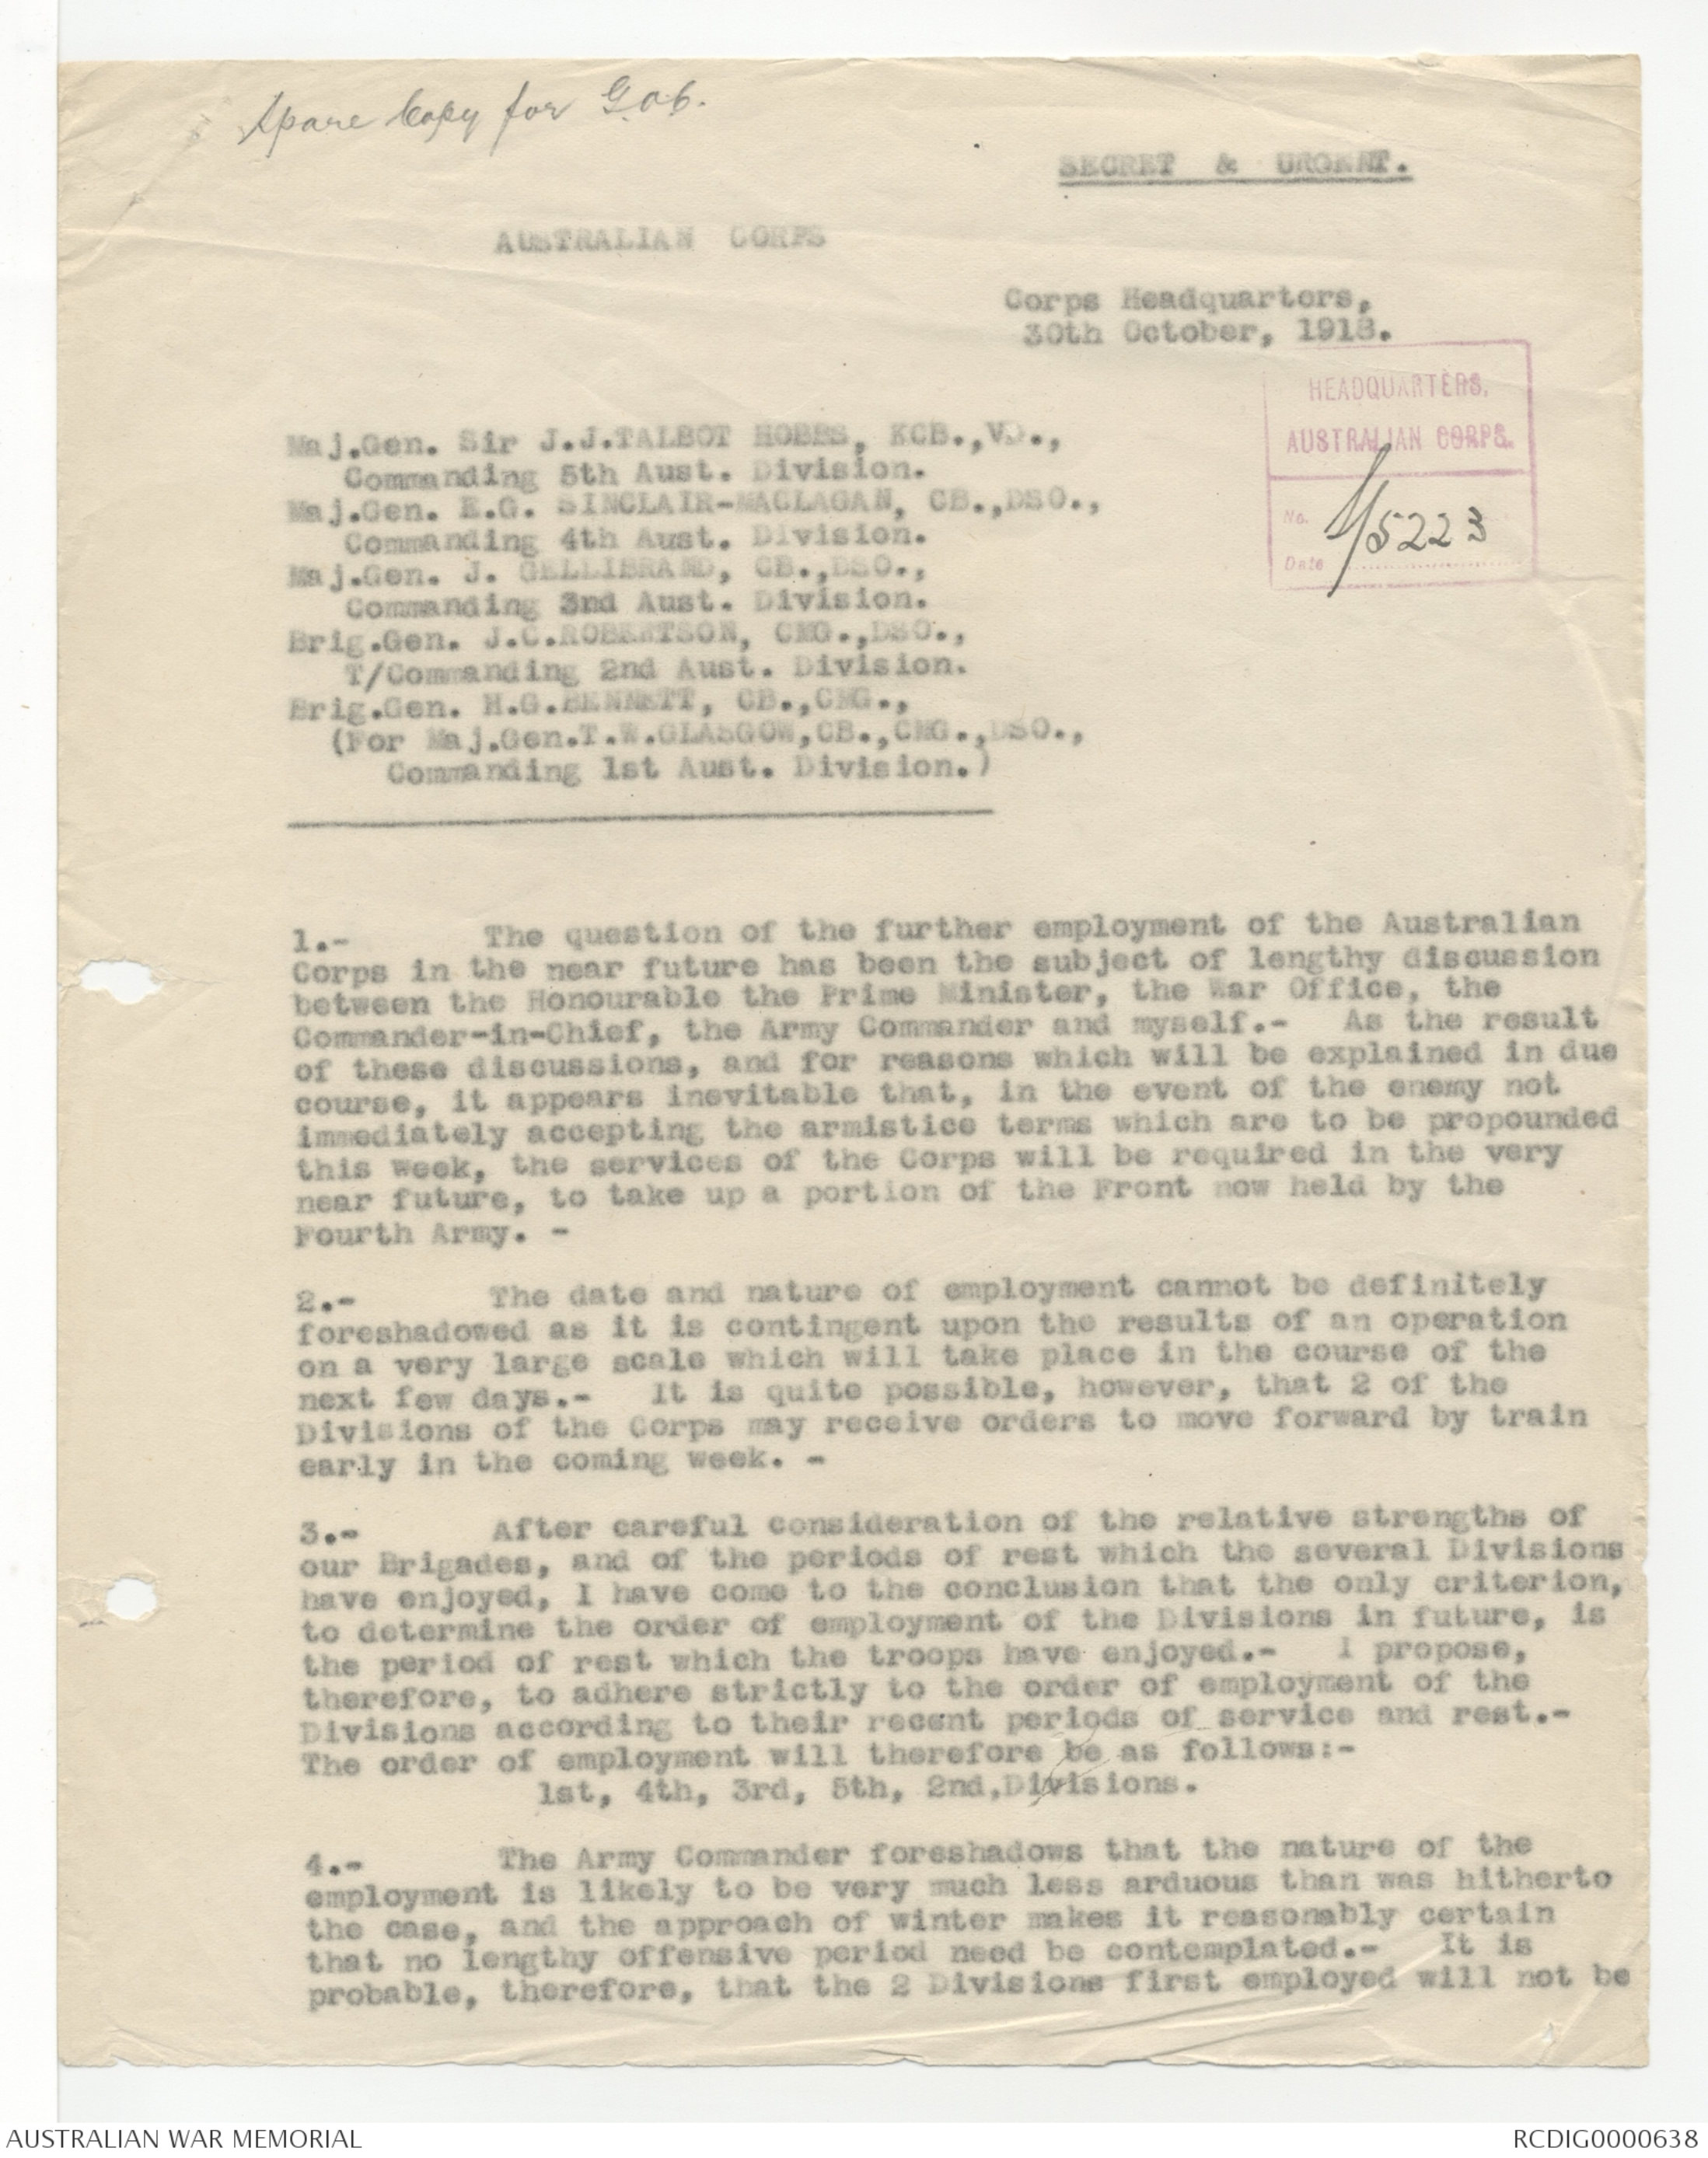 Spare Copy for G.O.C.
SECRET & URGENT.
AUSTRALIAN CORPS
Corps Headquarters,
30th October, 1918.
HEADQUARTERS,
AUSTRALIAN CORPS.
No. 1/5223
Date
Maj.Gen. Sir J.J.TALBOT HOBBS, KCB.,VD.,
Commanding 5th Aust. Division.
Maj.Gen. E.G. SINCLAIR-MACLAGAN, CB.,DSO.,
Commanding 4th Aust. Division.
Maj.Gen. J. GELLIBRAND, CB.,DSO.,
Commanding 3nd Aust. Division.
Brig.Gen. J.C.ROBERTSON, CMG.,DSO.,
T/Commanding 2nd Aust. Division.
Brig.Gen. H.G.BENNETT, CB.,CMG.,
(For Maj.Gen.T.W.GLASGOW,CB.,CMG.,DSO.,
Commanding 1st Aust. Division.)
1.- The question of the further employment of the Australian
Corps in the near future has been the subject of lengthy discussion
between the Honourable the Prime Minister, the War Office, the
Commander-in-Chief, the Army Commander and myself.- As the result
of these discussions, and for reasons which will be explained in due
course, it appears inevitable that, in the event of the enemy not
immediately accepting the armistice terms which are to be propounded
this week, the services of the Corps will be required in the very
near future, to take up a portion of the Front now held by the
Fourth Army. -
2.- The date and nature of employment cannot be definitely
foreshadowed as it is contingent upon the results of an operation
on a very large scale which will take place in the course of the
next few days.- It is quite possible, however, that 2 of the
Divisions of the Corps may receive orders to move forward by train
early in the coming week. -
3.- After careful consideration of the relative strengths of
our Brigades, and of the periods of rest which the several Divisions
have enjoyed, I have come to the conclusion that the only criterion,
to determine the order of employment of the Divisions in future, is
the period of rest which the troops have enjoyed.- I propose,
therefore, to adhere strictly to the order of employment of the
Divisions according to their recent periods of service and rest.-
The order of employment will therefore be as follows:-
1st, 4th, 3rd, 5th, 2nd,Divisions.
4.- The Army Commander foreshadows that the nature of the
employment is likely to be very much less arduous than was hitherto
the case, and the approach of winter makes it reasonably certain
that no lengthy offensive period need be contemplated.- It is
probable, therefore, that the 2 Divisions first employed will not be
AUSTRALIAN WAR MEMORIAL
RCDIG0000638